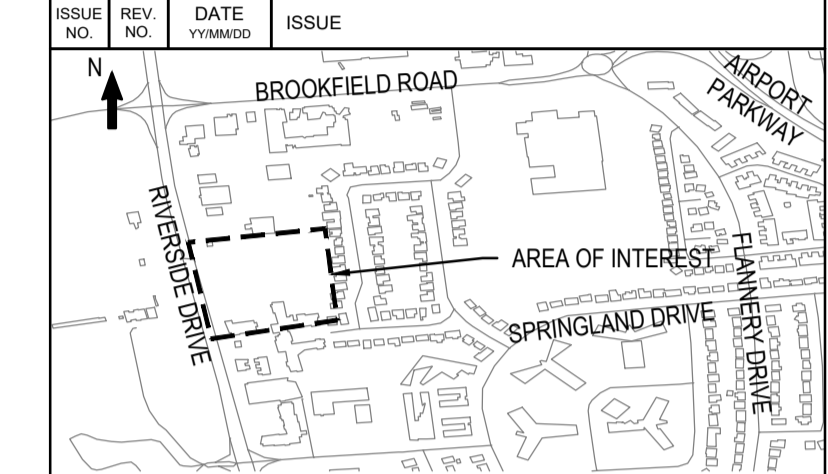 ISSUE NO.
REV. NO.
DATE YY/MM/DD
ISSUE
N
BROOKFIELD ROAD
AIRPORT PARKWAY
RIVERSIDE DRIVE
AREA OF INTEREST
FLANNERY DRIVE
SPRINGLAND DRIVE